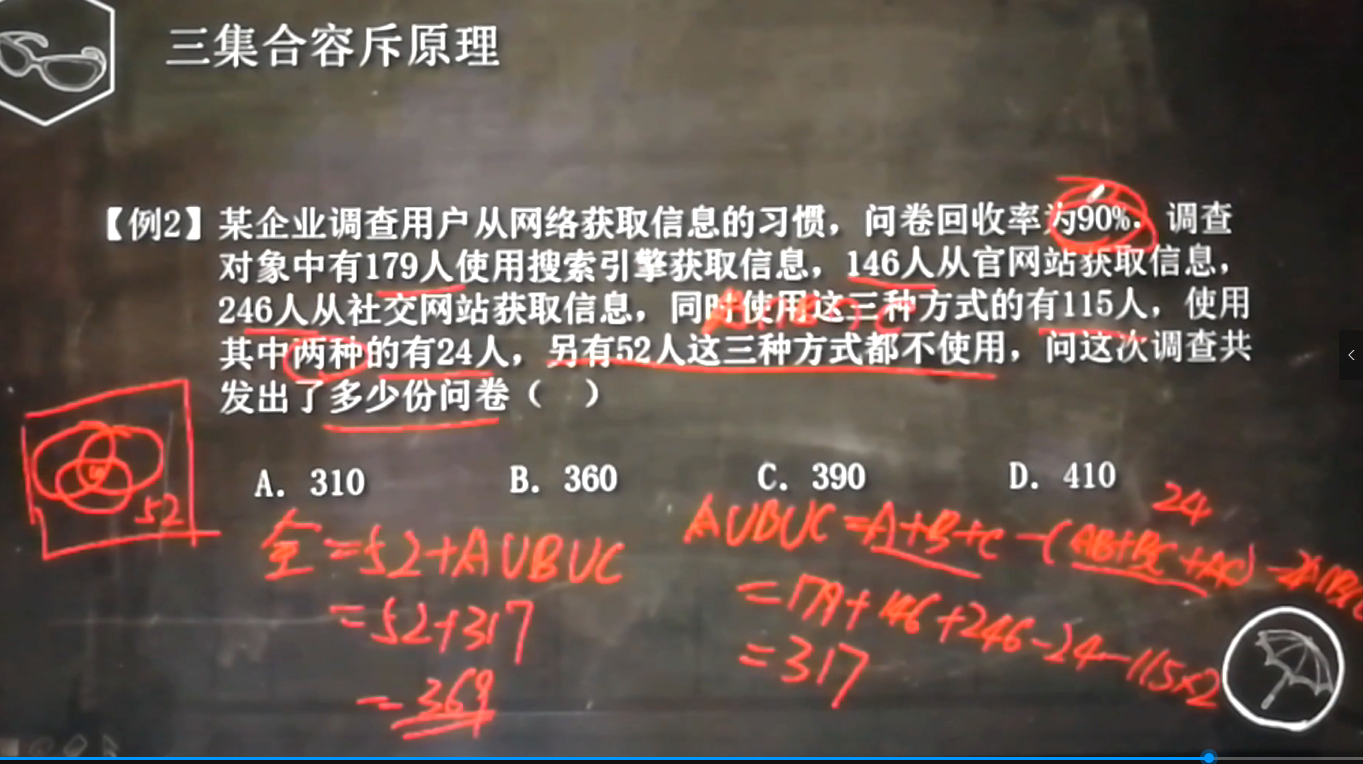 三集合容斥原理
【例2】某企业调查用户从网络获取信息的习惯，问卷回收率为90%。调查
对象中有179人使用搜索引擎获取信息，146人从官网站获取信息，
246人从社交网站获取信息，同时使用这三种方式的有115人，使用
其中两种的有24人，另有52人这三种方式都不使用，问这次调查共
发出了多少份问卷（　）
A. 310　B. 360　C. 390　D. 410
52
全=52+AUBUC
=52+317
=369
24
AUBUC=A+B+C-(AB+BC+AC)-2
=179+146+246-24-115×2
=317